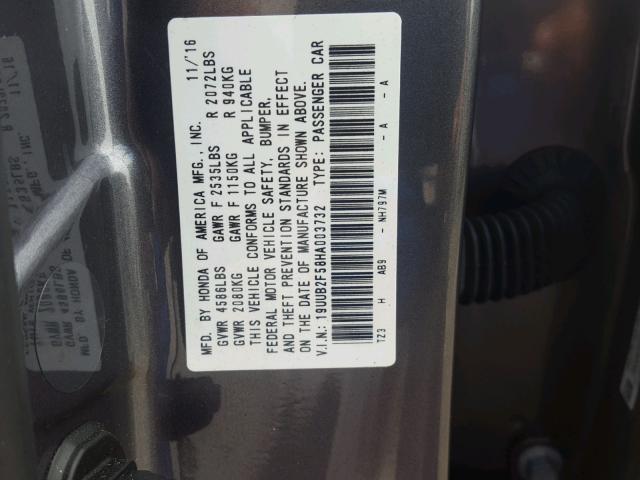 MFD. BY HONDA OF AMERICA MFG., INC. 11/16
GVWR 4586LBS GAWR F 2535LBS R 2072LBS
GVWR 2080KG GAWR F 1150KG R 940KG
THIS VEHICLE CONFORMS TO ALL APPLICABLE
FEDERAL MOTOR VEHICLE SAFETY, BUMPER,
AND THEFT PREVENTION STANDARDS IN EFFECT
ON THE DATE OF MANUFACTURE SHOWN ABOVE.
V.I.N.: 19UUB2F58HA003732 TYPE: PASSENGER CAR
TZ3 H AB9 - NH797M - A - A